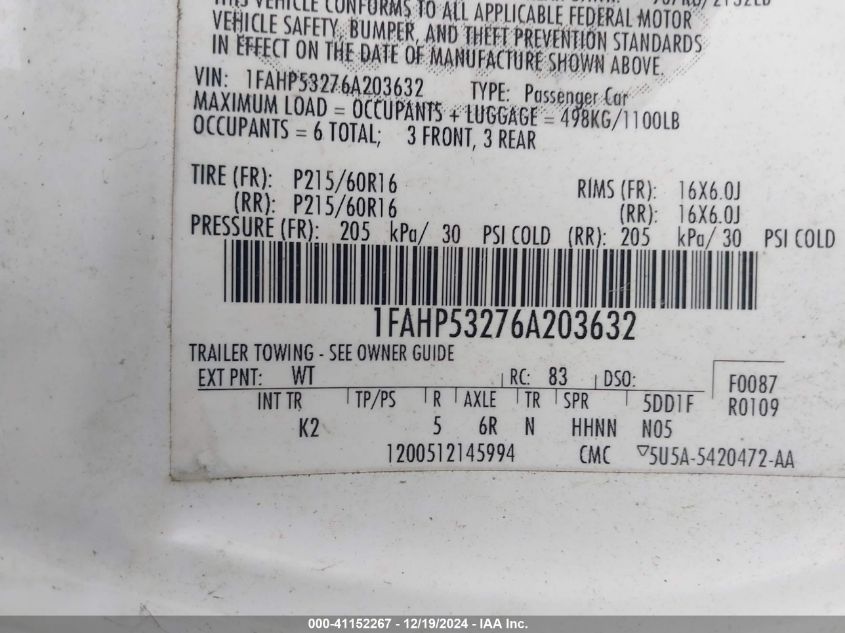 THIS VEHICLE CONFORMS TO ALL APPLICABLE FEDERAL MOTOR
VEHICLE SAFETY, BUMPER, AND THEFT PREVENTION STANDARDS
IN EFFECT ON THE DATE OF MANUFACTURE SHOWN ABOVE.
VIN: 1FAHP53276A203632 TYPE: Passenger Car
MAXIMUM LOAD = OCCUPANTS + LUGGAGE = 498KG/1100LB
OCCUPANTS = 6 TOTAL; 3 FRONT, 3 REAR
TIRE (FR): P215/60R16 RIMS (FR): 16X6.0J
(RR): P215/60R16 (RR): 16X6.0J
PRESSURE (FR): 205 kPa/ 30 PSI COLD (RR): 205 kPa/ 30 PSI COLD
1FAHP53276A203632
TRAILER TOWING - SEE OWNER GUIDE
EXT PNT: WT RC: 83 DSO: F0087
INT TR TP/PS R AXLE TR SPR 5DD1F R0109
K2 5 6R N HHNN N05
1200512145994 CMC ▽5U5A-5420472-AA
000-41152267 - 12/19/2024 - IAA Inc.